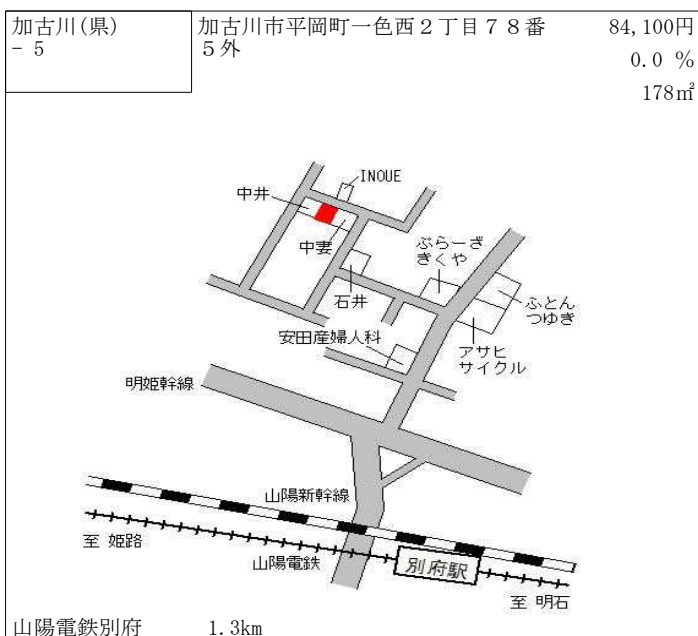 加古川(県)
- 5
加古川市平岡町一色西２丁目７８番
５外
84,100円
0.0 %
178㎡
INOUE
中井
中妻
石井
ぷらーざ
きくや
ふとん
つゆき
アサヒ
サイクル
安田産婦人科
明姫幹線
山陽新幹線
至 姫路
山陽電鉄
別府駅
至 明石
山陽電鉄別府
1.3km